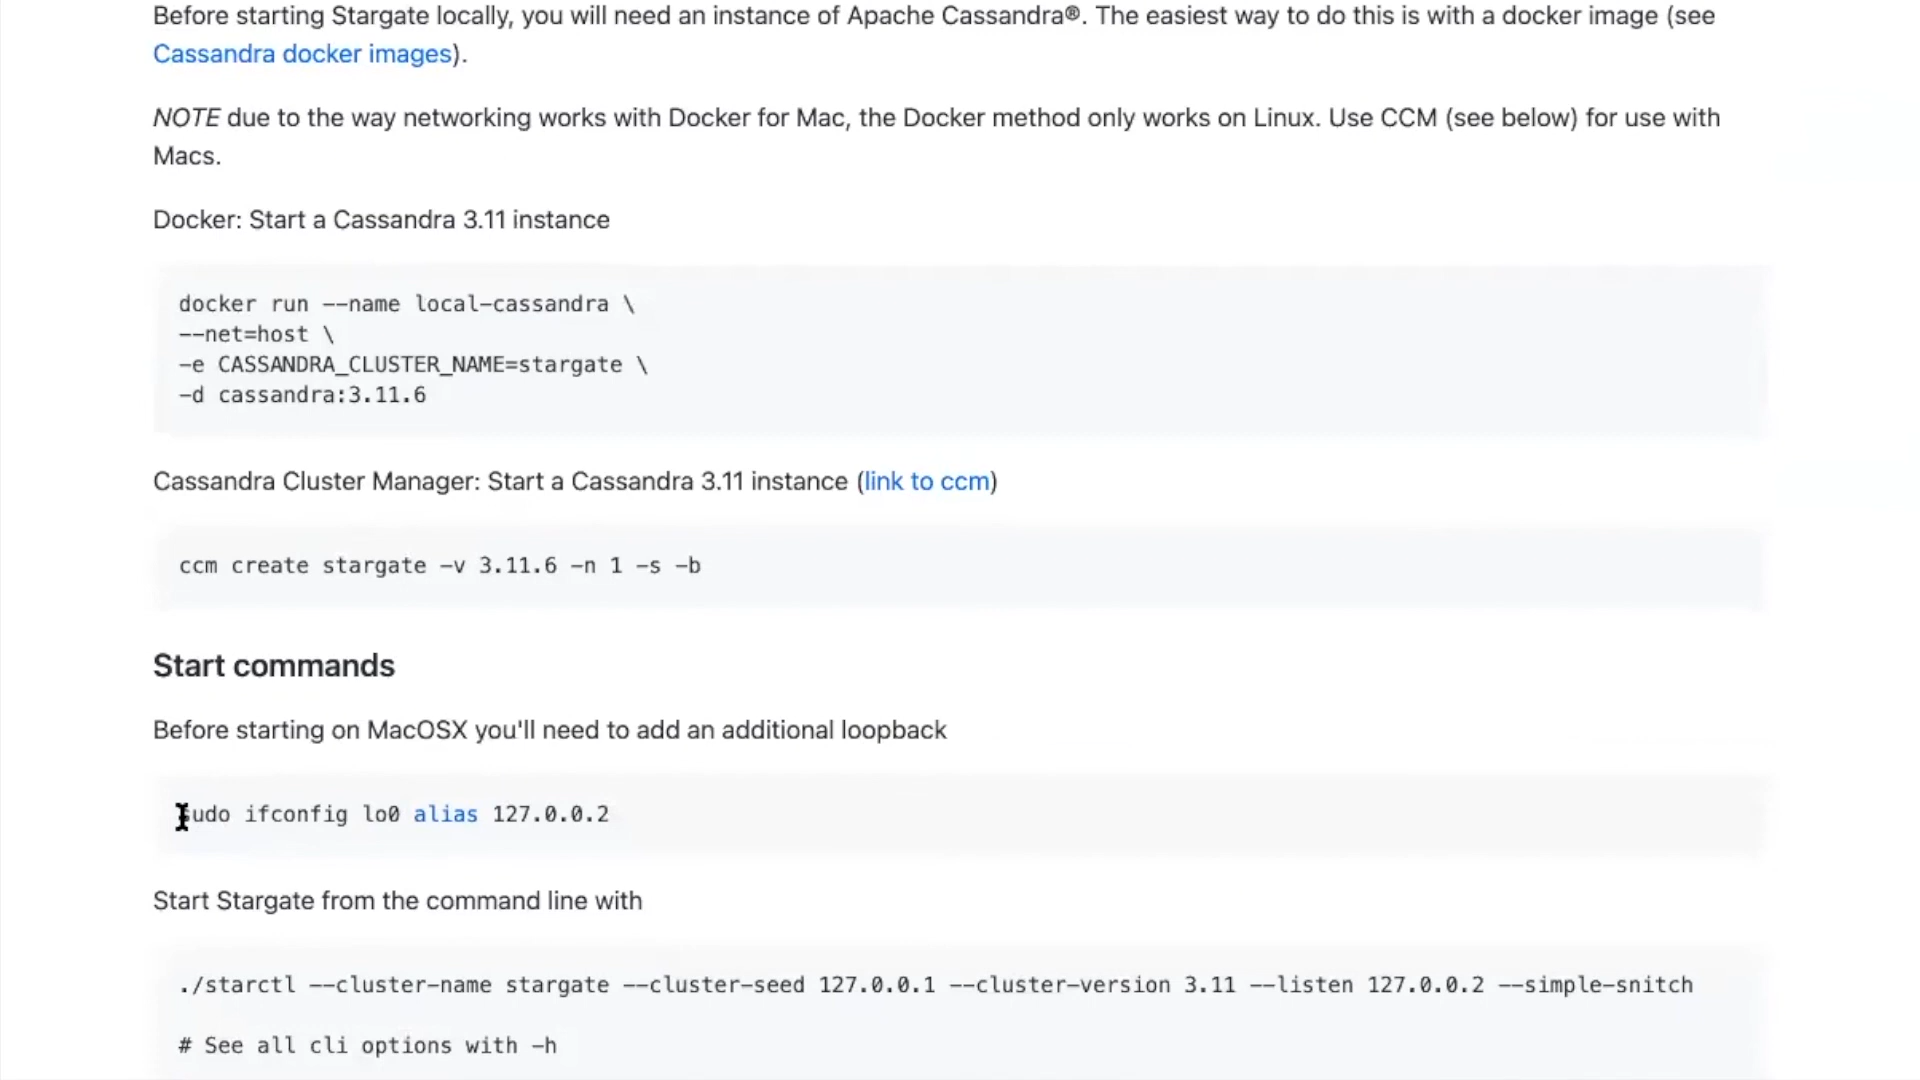 Before starting Stargate locally, you will need an instance of Apache Cassandra®. The easiest way to do this is with a docker image (see
Cassandra docker images).
NOTE due to the way networking works with Docker for Mac, the Docker method only works on Linux. Use CCM (see below) for use with
Macs.
Docker: Start a Cassandra 3.11 instance
docker run --name local-cassandra \
--net=host \
-e CASSANDRA_CLUSTER_NAME=stargate \
-d cassandra:3.11.6
Cassandra Cluster Manager: Start a Cassandra 3.11 instance (link to ccm)
ccm create stargate -v 3.11.6 -n 1 -s -b
Start commands
Before starting on MacOSX you'll need to add an additional loopback
sudo ifconfig lo0 alias 127.0.0.2
Start Stargate from the command line with
./starctl --cluster-name stargate --cluster-seed 127.0.0.1 --cluster-version 3.11 --listen 127.0.0.2 --simple-snitch
# See all cli options with -h